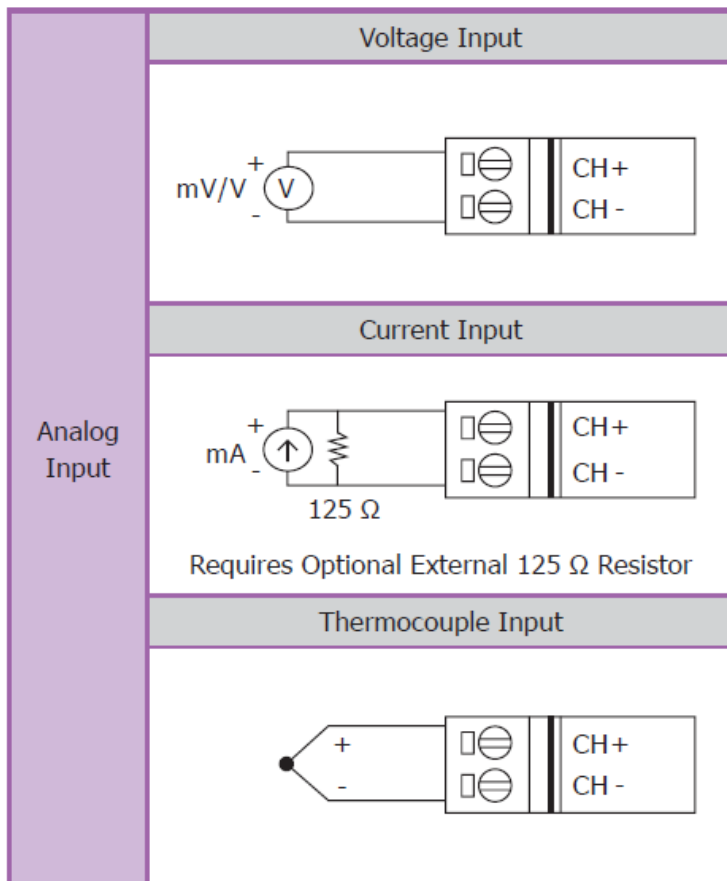 Analog
Input
Voltage Input
+
mV/V
V
-
CH+
CH -
Current Input
+
mA
-
125 Ω
CH+
CH -
Requires Optional External 125 Ω Resistor
Thermocouple Input
+
-
CH+
CH -